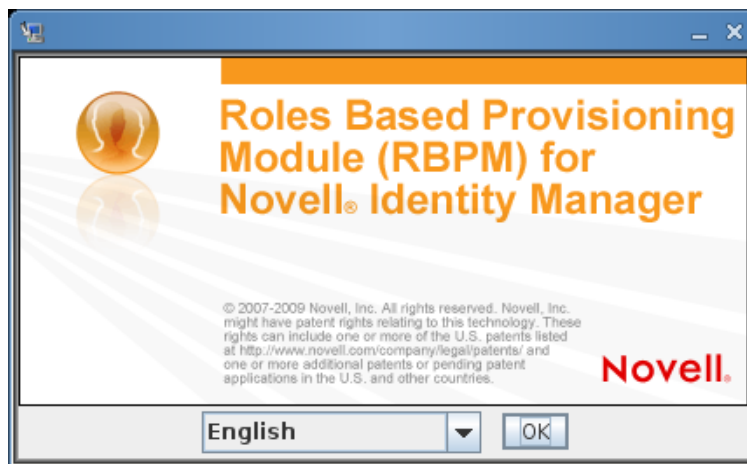 Roles Based Provisioning
Module (RBPM) for
Novell® Identity Manager
© 2007-2009 Novell, Inc. All rights reserved. Novell, Inc.
might have patent rights relating to this technology. These
rights can include one or more of the U.S. patents listed
at http://www.novell.com/company/legal/patents/ and
one or more additional patents or pending patent
applications in the U.S. and other countries.
Novell®
English
OK